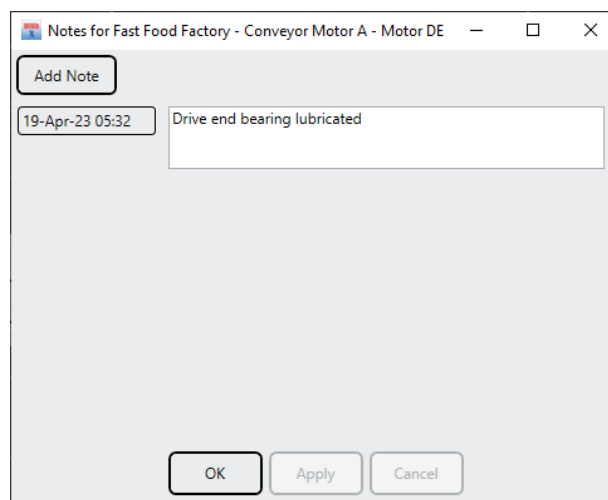 Notes for Fast Food Factory - Conveyor Motor A - Motor DE
Add Note
19-Apr-23 05:32
Drive end bearing lubricated
OK
Apply
Cancel